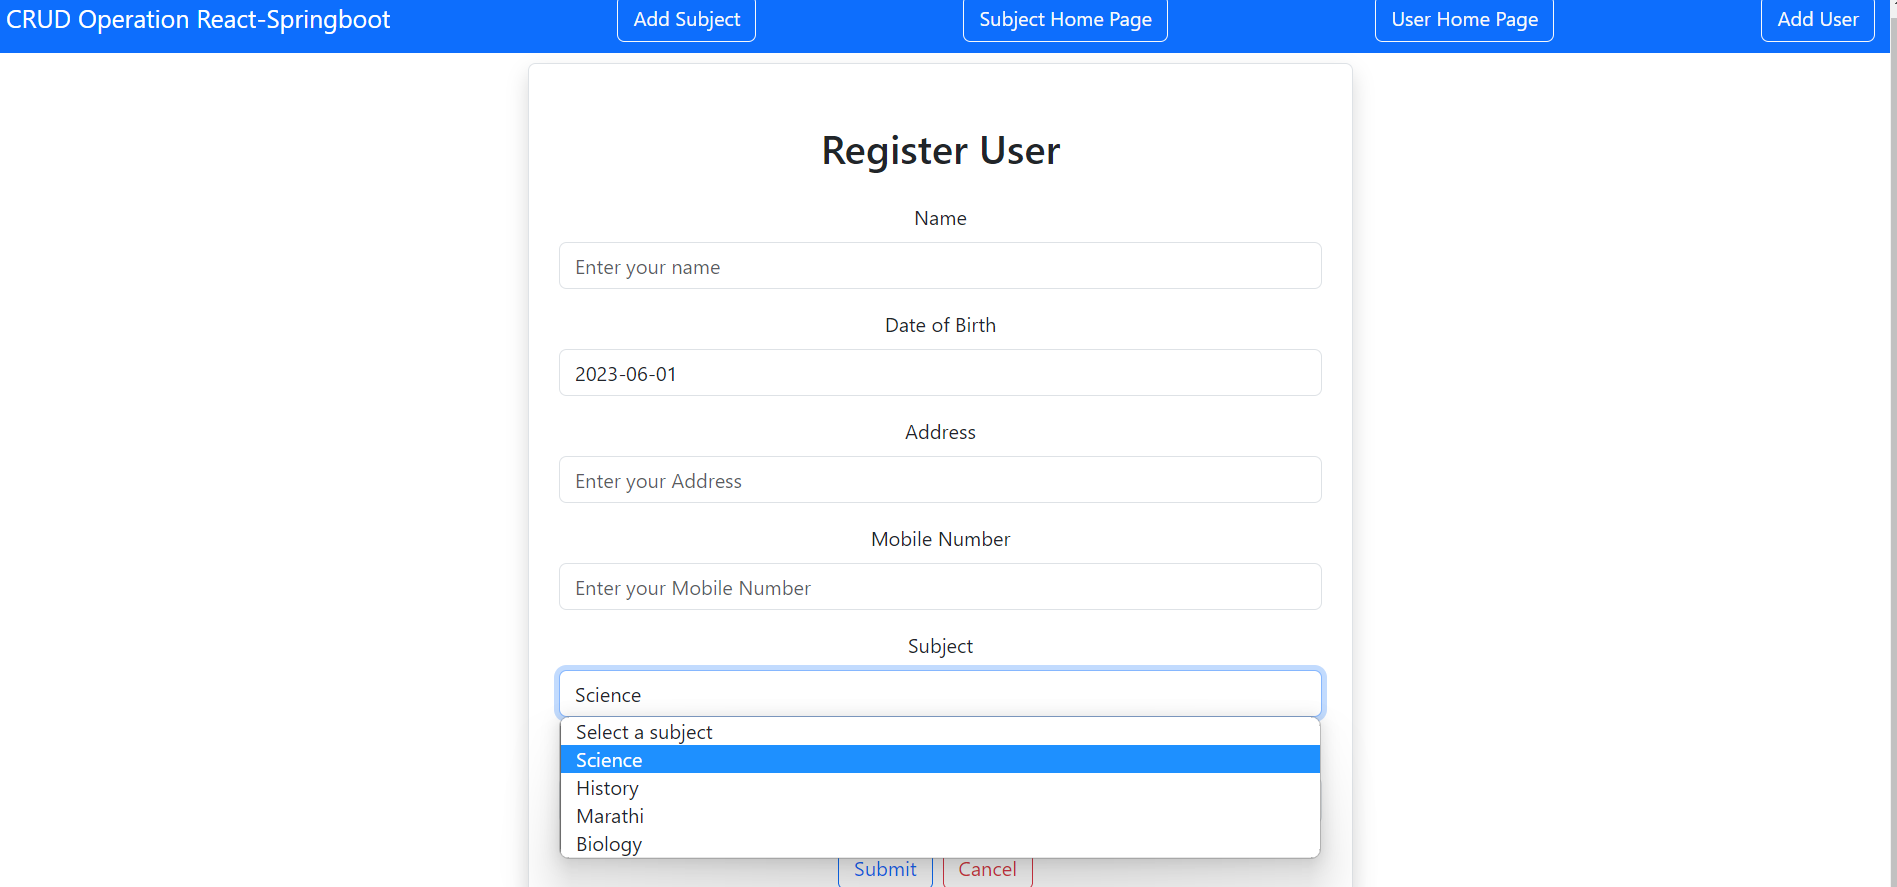 CRUD Operation React-Springboot Add Subject Subject Home Page User Home Page Add User
Register User
Name
Enter your name
Date of Birth
2023-06-01
Address
Enter your Address
Mobile Number
Enter your Mobile Number
Subject
Science
Select a subject
Science
History
Marathi
Biology
Submit Cancel